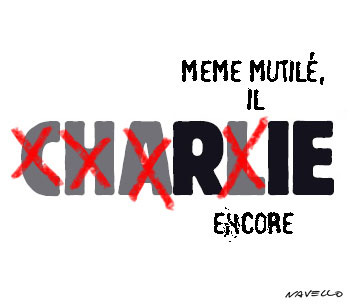 MEME MUTILÉ,
IL
CHARLIE
ENCORE
NAVELLO